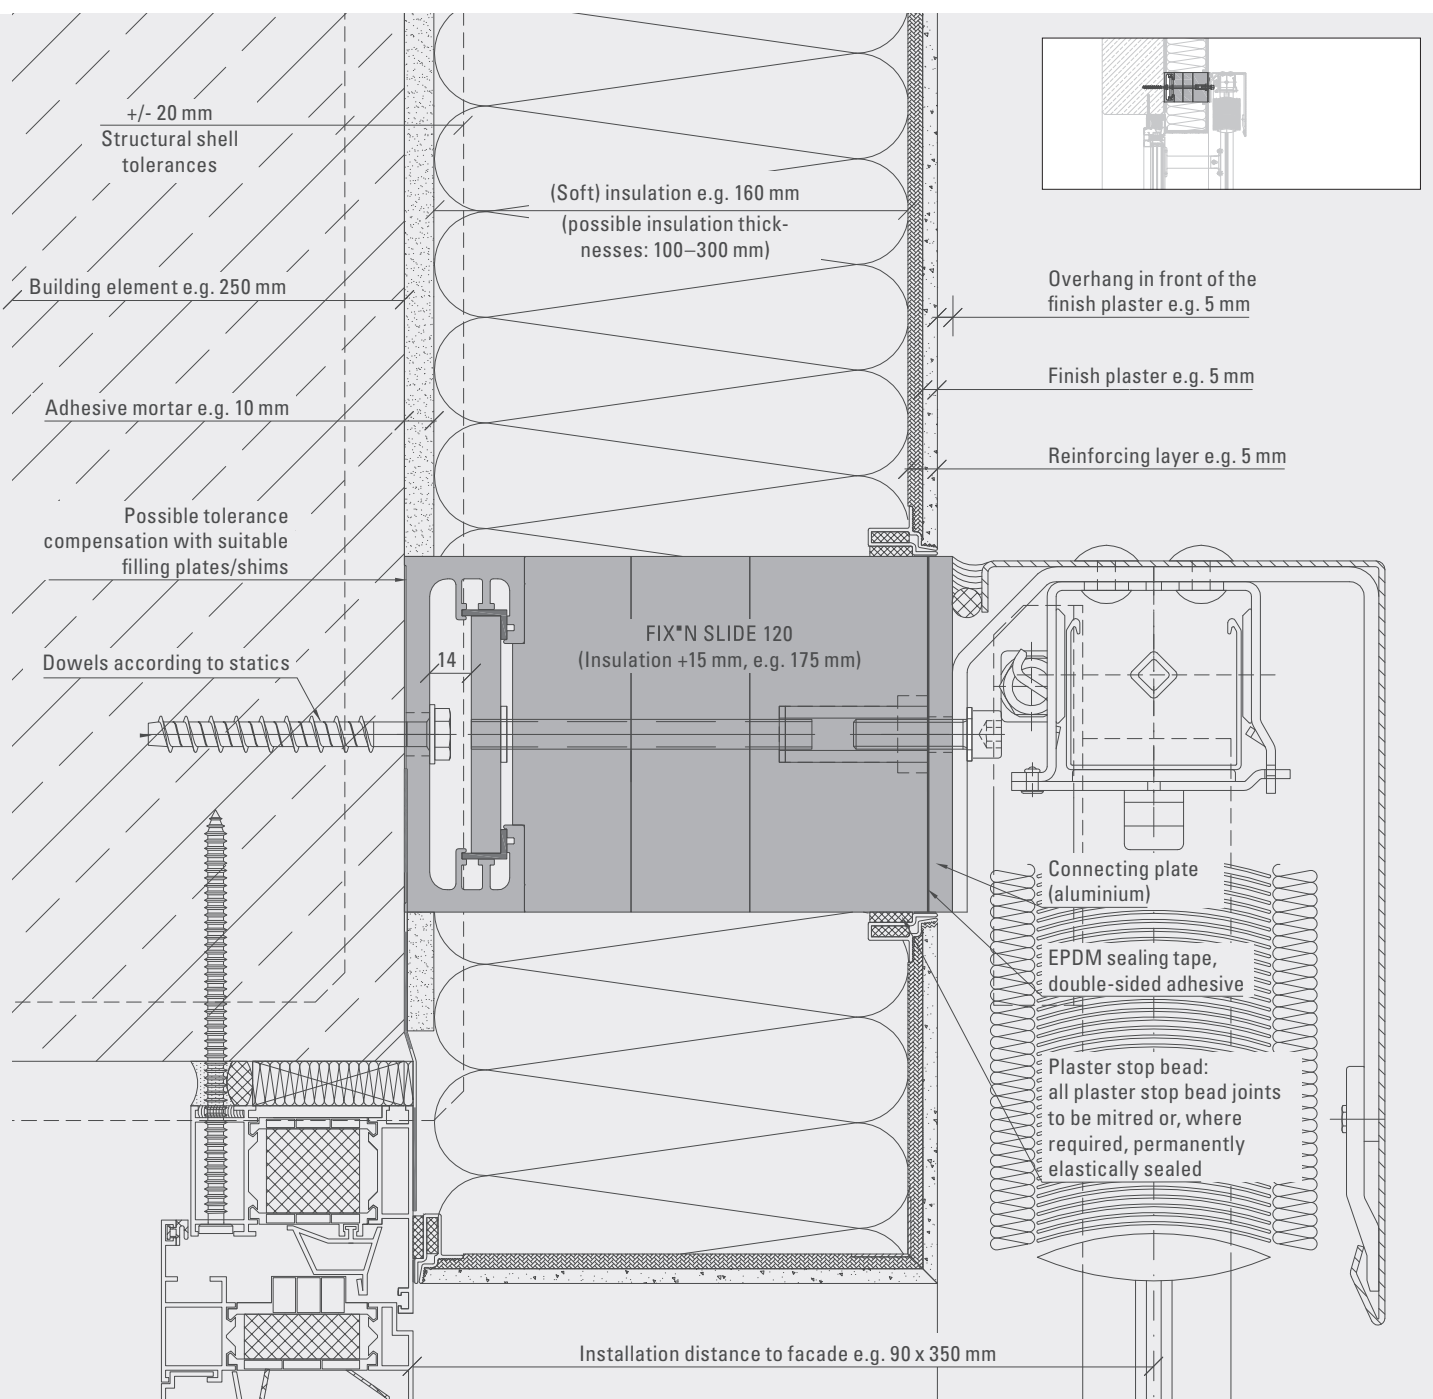 +/- 20 mm
Structural shell
tolerances
(Soft) insulation e.g. 160 mm
(possible insulation thick-
nesses: 100–300 mm)
Building element e.g. 250 mm
Overhang in front of the
finish plaster e.g. 5 mm
Finish plaster e.g. 5 mm
Adhesive mortar e.g. 10 mm
Reinforcing layer e.g. 5 mm
Possible tolerance
compensation with suitable
filling plates/shims
FIX▪N SLIDE 120
(Insulation +15 mm, e.g. 175 mm)
Dowels according to statics
14
Connecting plate
(aluminium)
EPDM sealing tape,
double-sided adhesive
Plaster stop bead:
all plaster stop bead joints
to be mitred or, where
required, permanently
elastically sealed
Installation distance to facade e.g. 90 x 350 mm